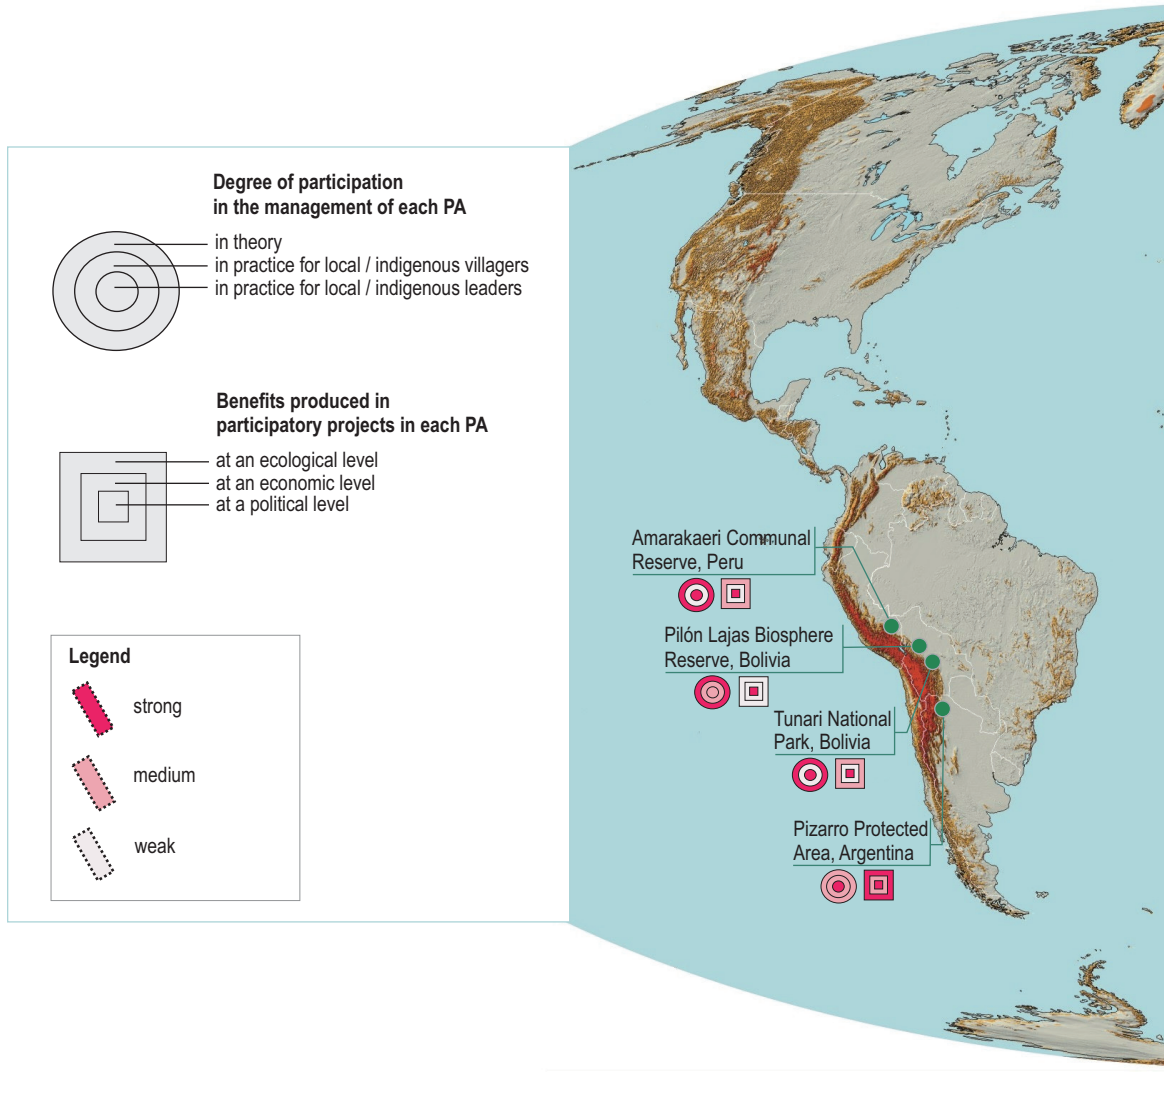 Degree of participation
in the management of each PA
in theory
in practice for local / indigenous villagers
in practice for local / indigenous leaders
Benefits produced in
participatory projects in each PA
at an ecological level
at an economic level
at a political level
Legend
strong
medium
weak
Amarakaeri Communal
Reserve, Peru
Pilón Lajas Biosphere
Reserve, Bolivia
Tunari National
Park, Bolivia
Pizarro Protected
Area, Argentina